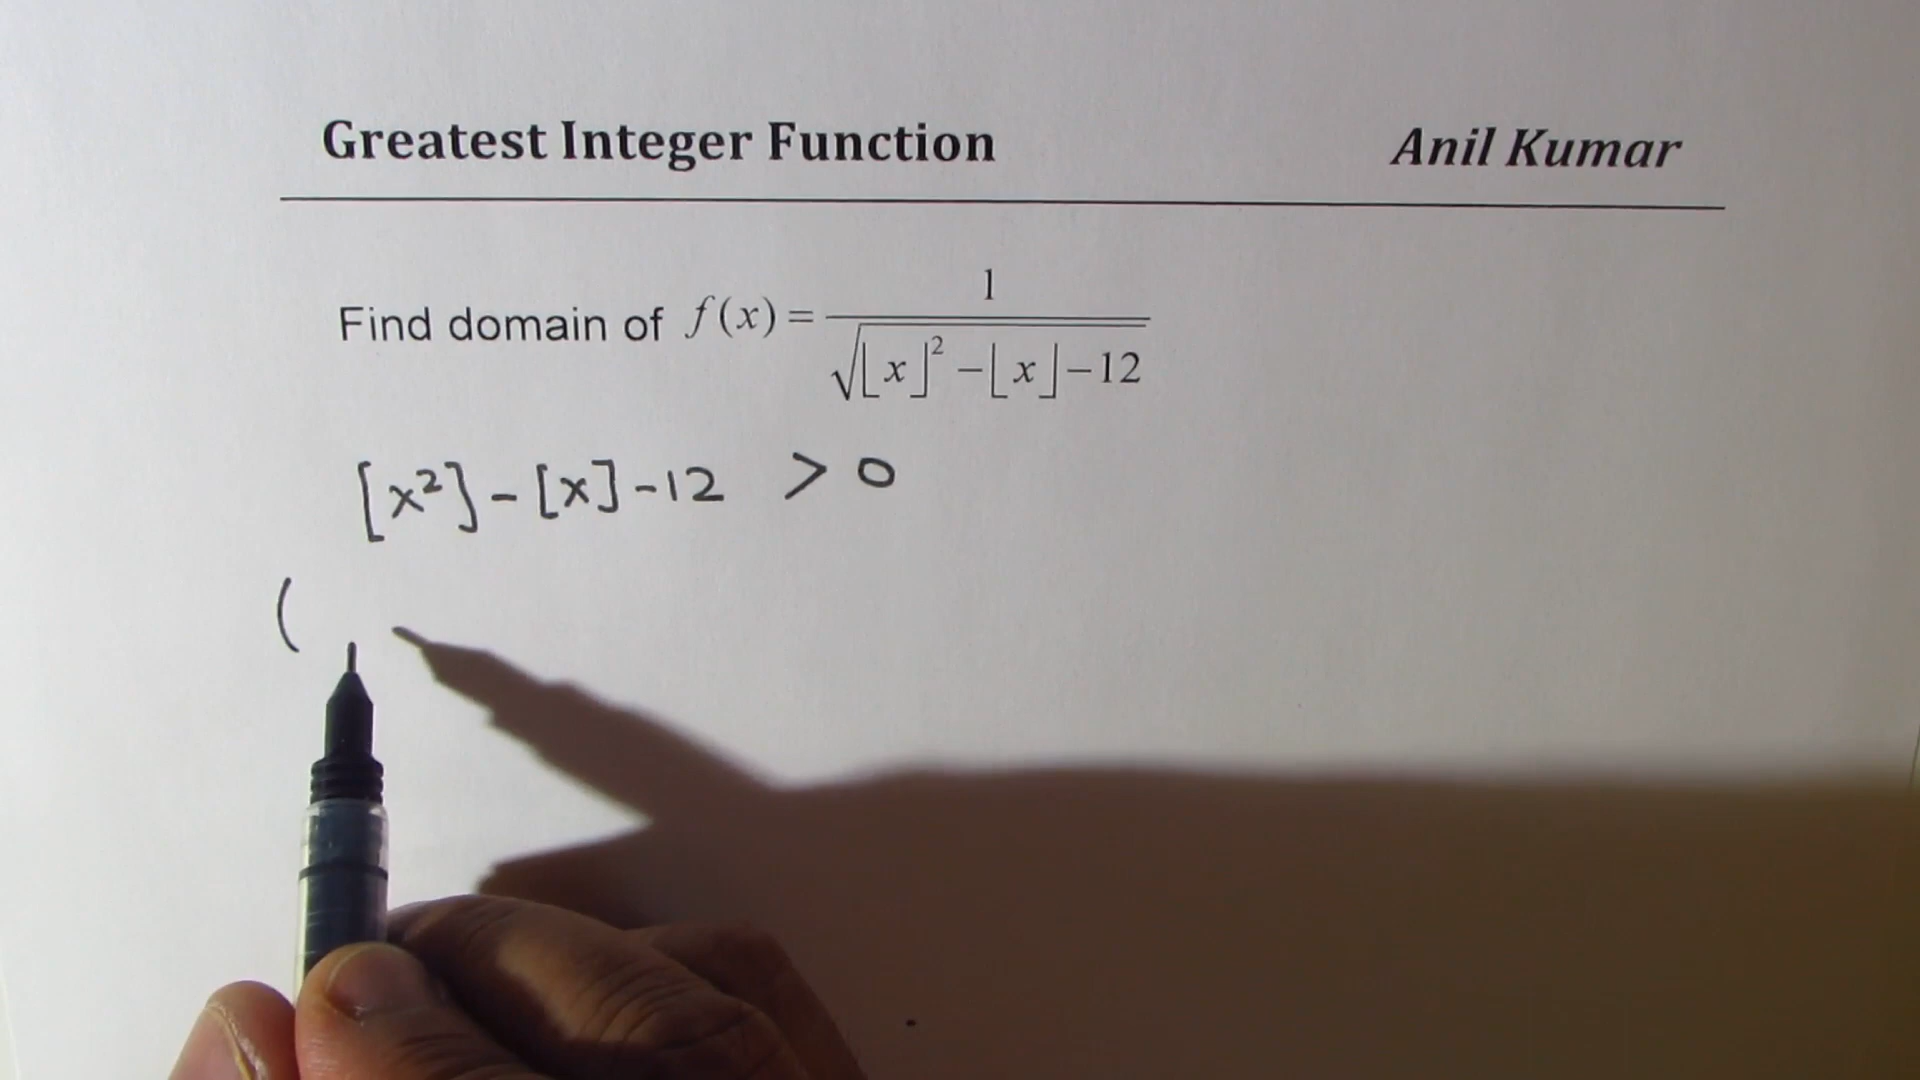 Greatest Integer Function Anil Kumar
Find domain of f(x) = 1 / √(⌊x⌋² − ⌊x⌋ − 12)
[x²] - [x] - 12 > 0
(